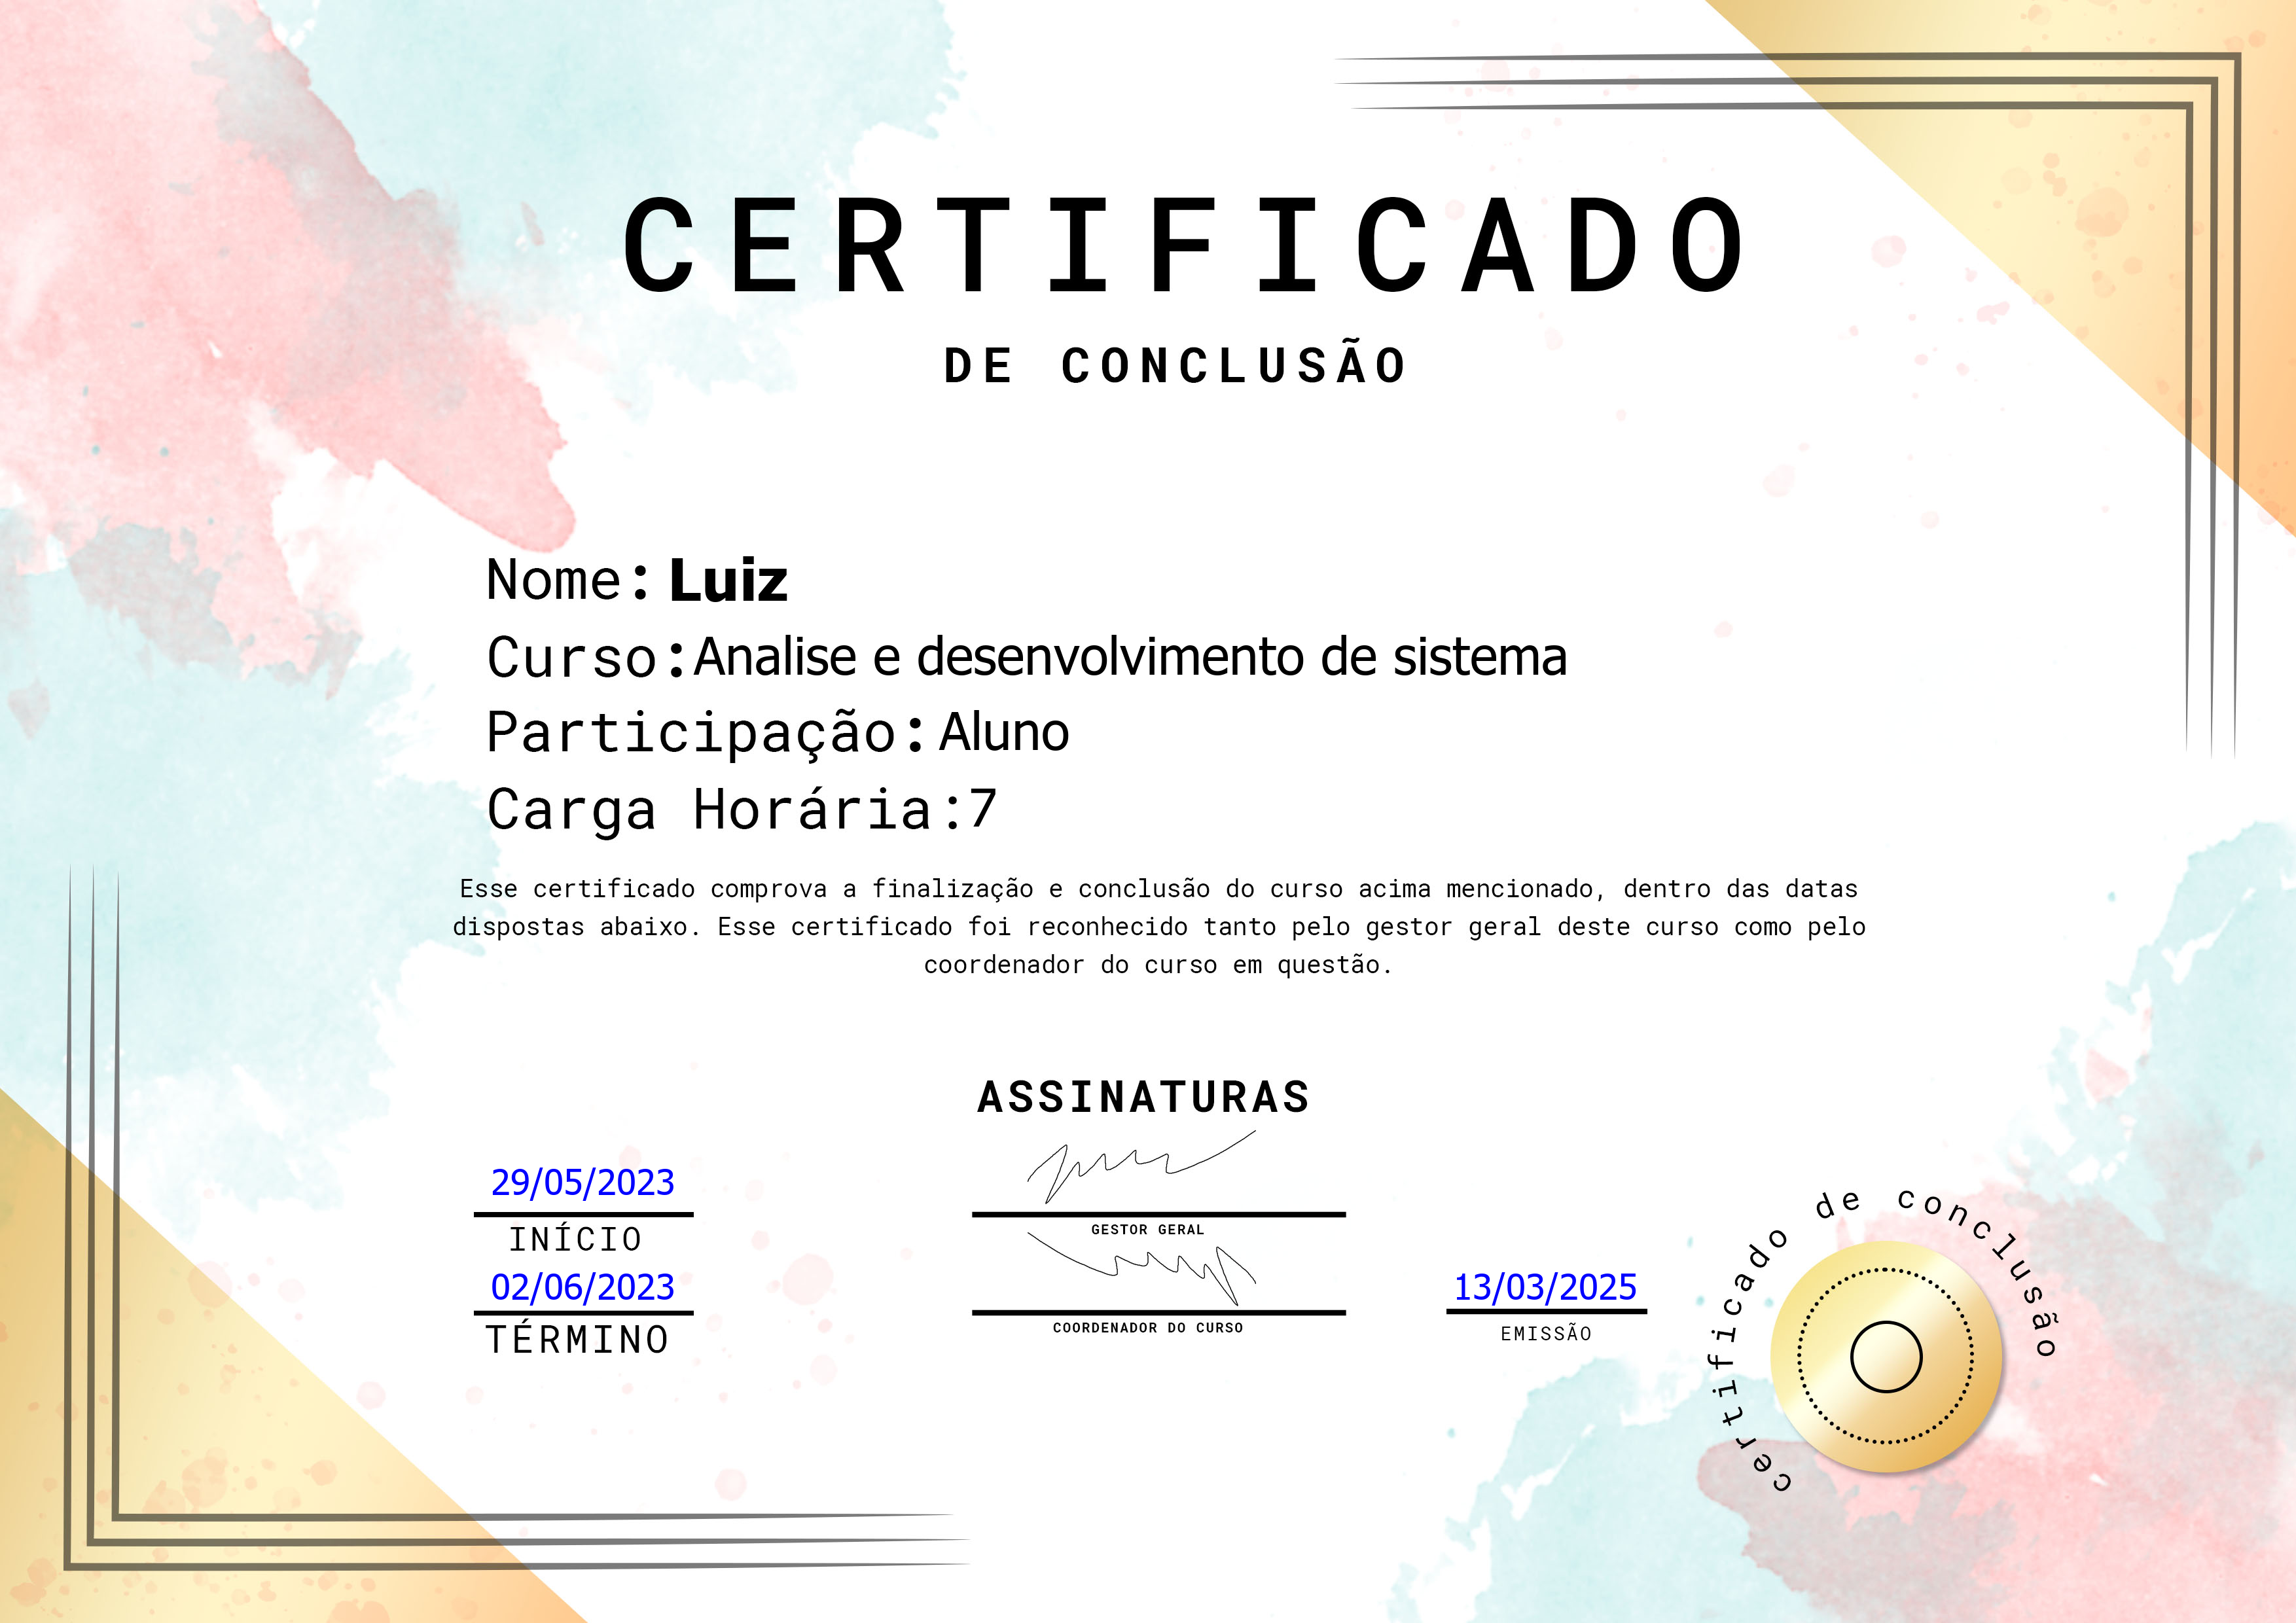 CERTIFICADO
DE CONCLUSÃO
Nome: Luiz
Curso:Analise e desenvolvimento de sistema
Participação: Aluno
Carga Horária:7
Esse certificado comprova a finalização e conclusão do curso acima mencionado, dentro das datas
dispostas abaixo. Esse certificado foi reconhecido tanto pelo gestor geral deste curso como pelo
coordenador do curso em questão.
ASSINATURAS
29/05/2023
INÍCIO
02/06/2023
TÉRMINO
GESTOR GERAL
COORDENADOR DO CURSO
13/03/2025
EMISSÃO
certificado de conclusão